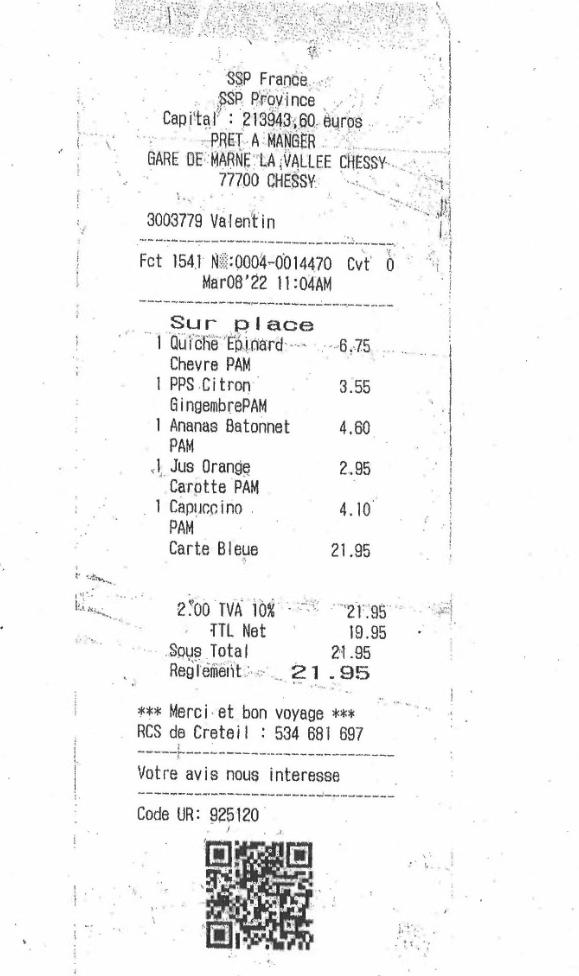 SSP France
SSP Province
Capital : 213943,60 euros
PRET A MANGER
GARE DE MARNE LA VALLEE CHESSY
77700 CHESSY
3003779 Valentin
Fct 1541 N :0004-0014470 Cvt 0
Mar08'22 11:04AM
Sur place
1 Quiche Epinard 6.75
Chevre PAM
1 PPS Citron 3.55
GingembrePAM
1 Ananas Batonnet 4.60
PAM
1 Jus Orange 2.95
Carotte PAM
1 Capuccino 4.10
PAM
Carte Bleue 21.95
2.00 TVA 10% 21.95
TTL Net 19.95
Sous Total 21.95
Reglement 21.95
*** Merci et bon voyage ***
RCS de Creteil : 534 681 697
Votre avis nous interesse
Code UR: 925120